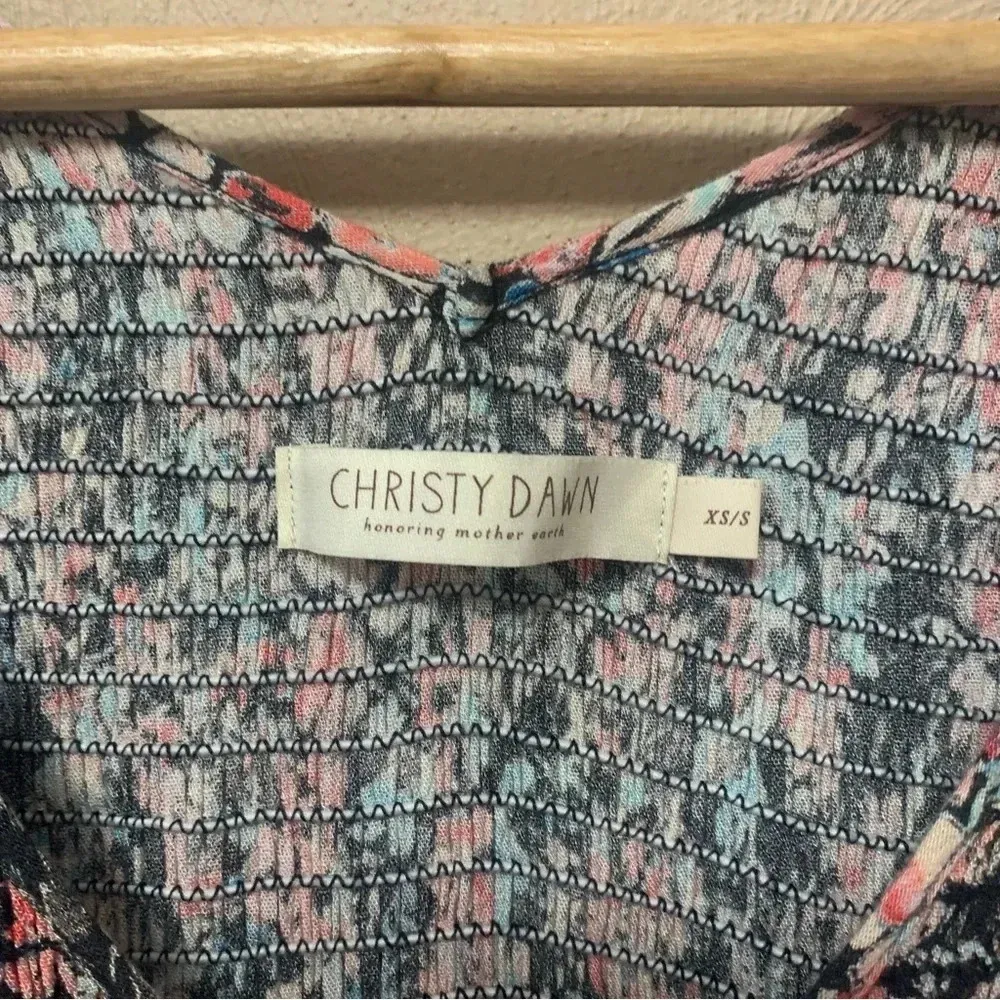 CHRISTY DAWN
honoring mother earth
XS/S